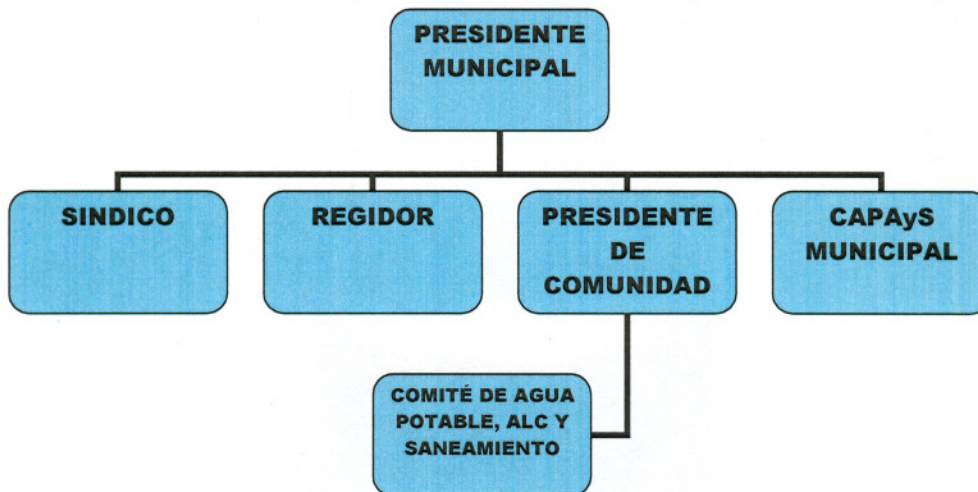 PRESIDENTE
MUNICIPAL
SINDICO
REGIDOR
PRESIDENTE
DE
COMUNIDAD
CAPAyS
MUNICIPAL
COMITÉ DE AGUA
POTABLE, ALC Y
SANEAMIENTO